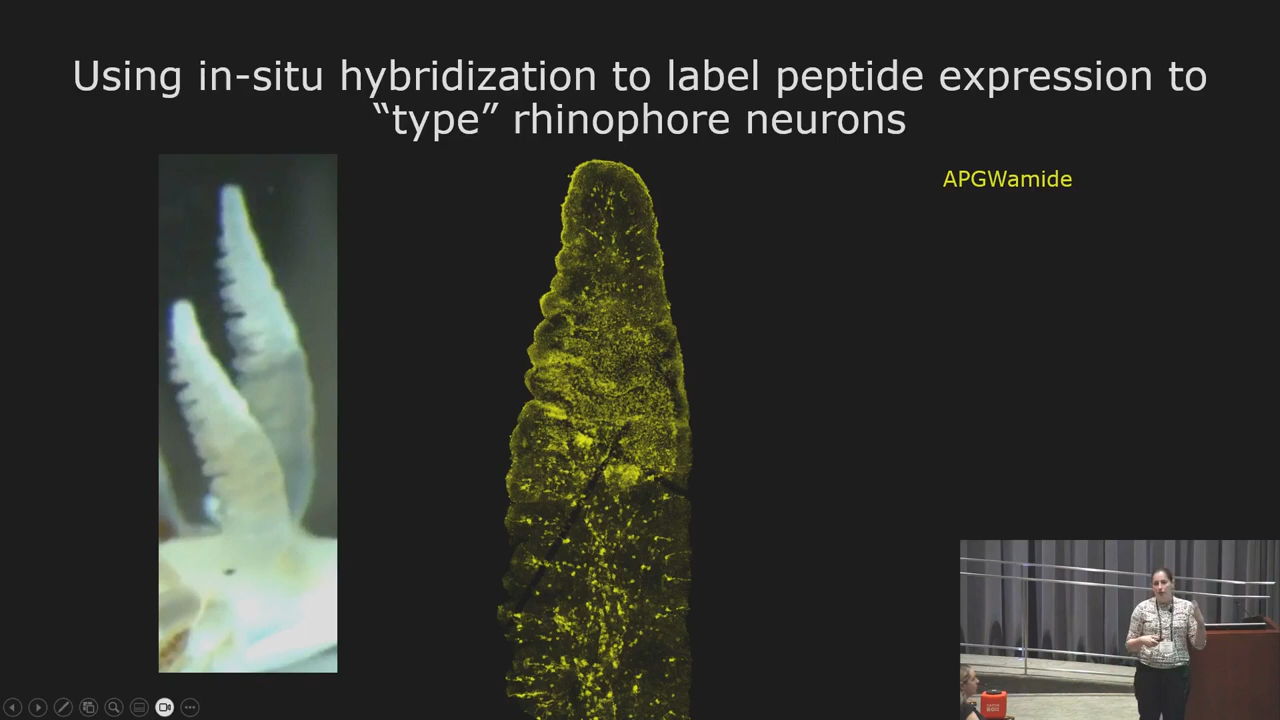 Using in-situ hybridization to label peptide expression to
“type” rhinophore neurons
APGWamide